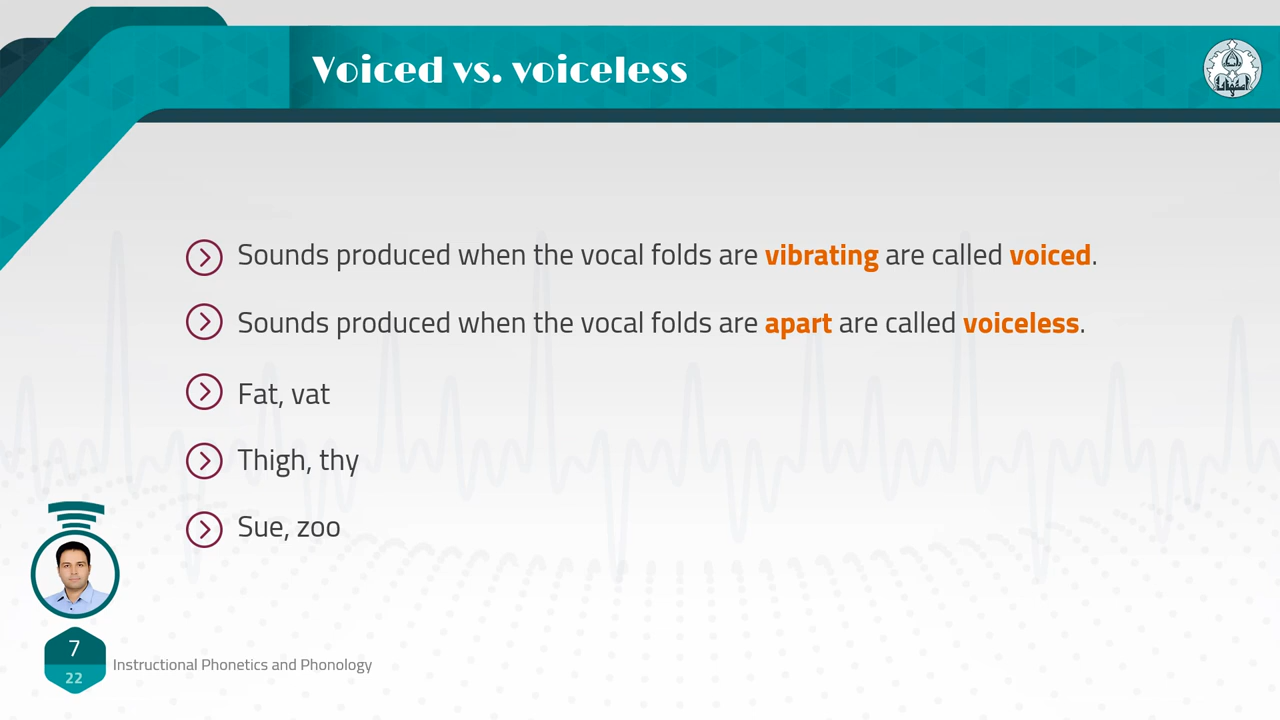 Voiced vs. voiceless
Sounds produced when the vocal folds are vibrating are called voiced.
Sounds produced when the vocal folds are apart are called voiceless.
Fat, vat
Thigh, thy
Sue, zoo
7
22
Instructional Phonetics and Phonology